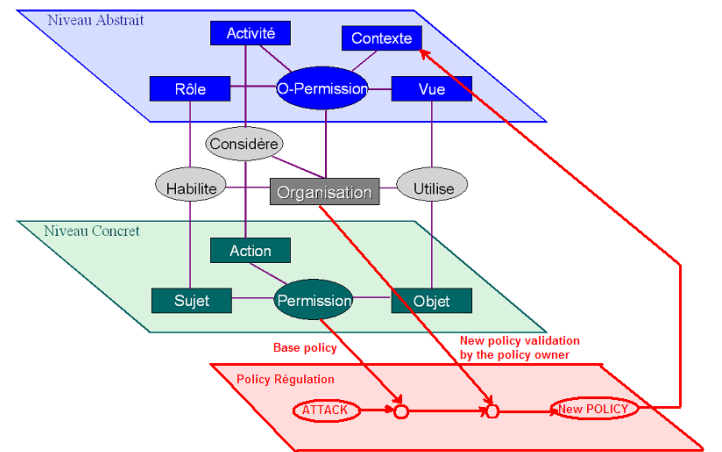 Niveau Abstrait
Activité
Contexte
Rôle
O-Permission
Vue
Considère
Habilite
Organisation
Utilise
Niveau Concret
Action
Sujet
Permission
Objet
Base policy
New policy validation
by the policy owner
Policy Régulation
ATTACK
New POLICY